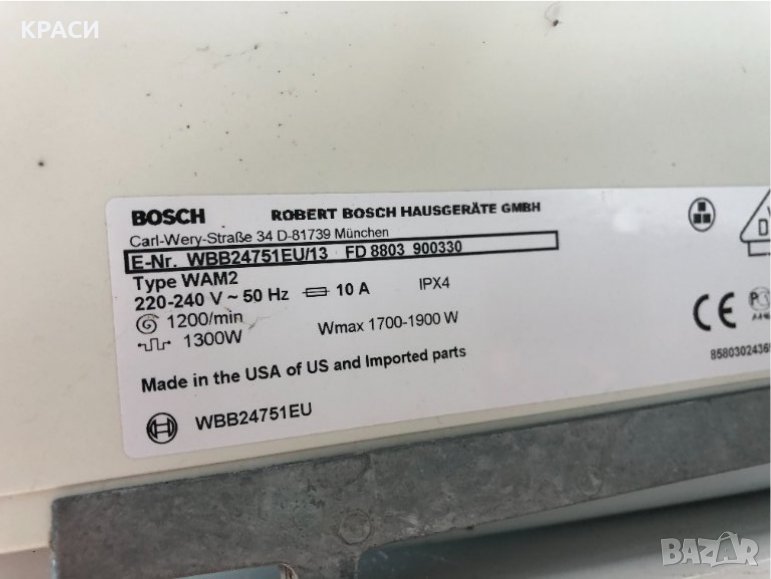 КРАСИ
BOSCH ROBERT BOSCH HAUSGERÄTE GMBH
Carl-Wery-Straße 34 D-81739 München
E-Nr. WBB24751EU/13 FD 8803 900330
Type WAM2
220-240 V ~ 50 Hz 10 A IPX4
1200/min
1300W Wmax 1700-1900 W
Made in the USA of US and Imported parts
WBB24751EU
CE
BAZAR